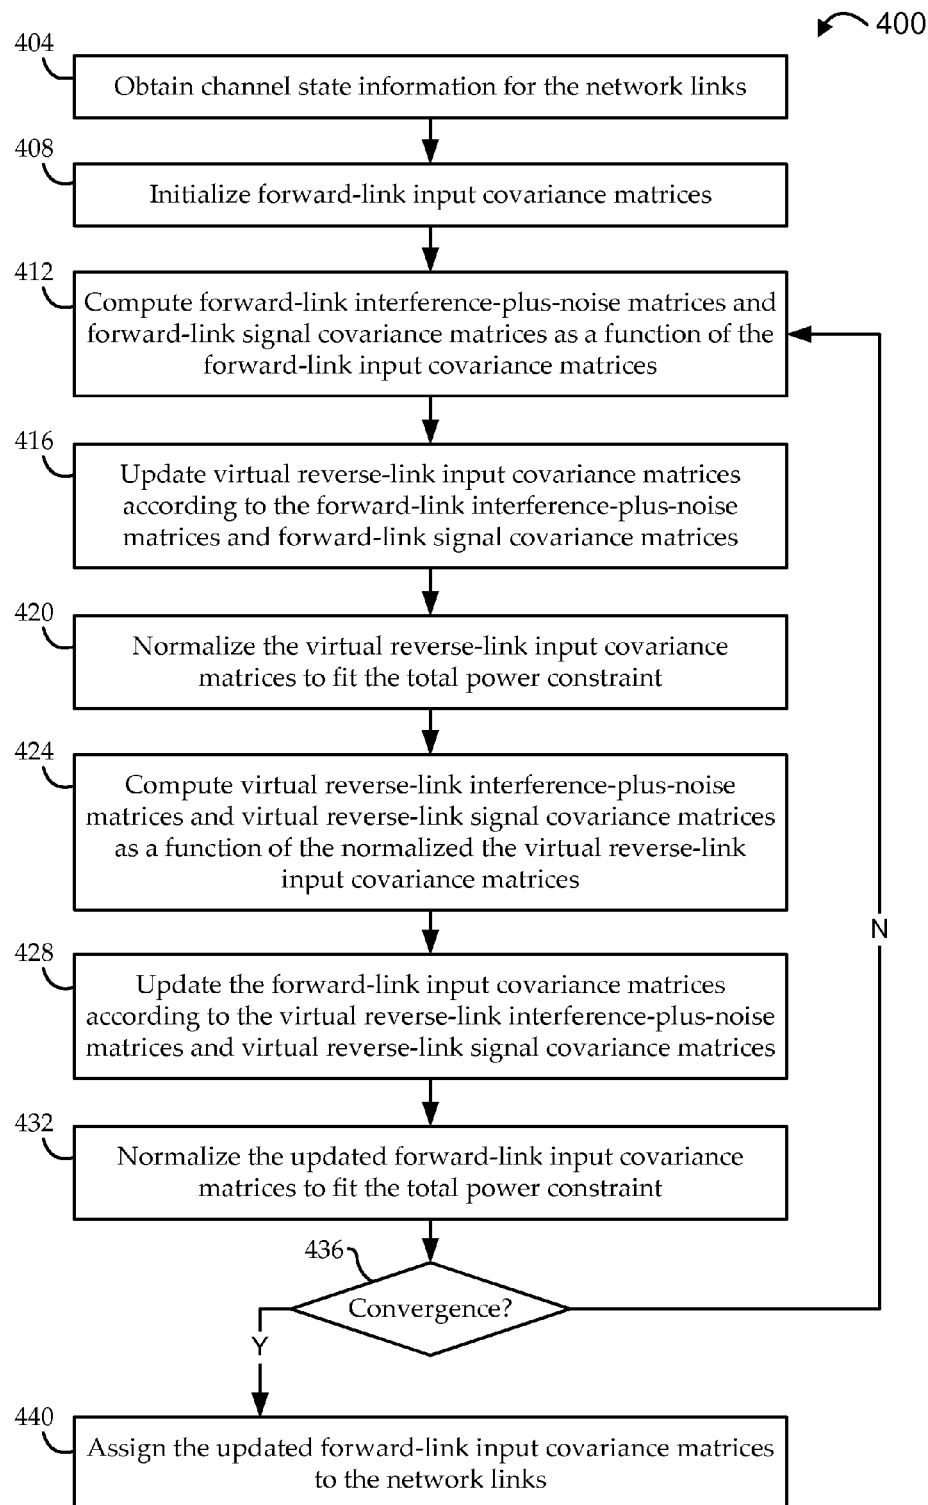 400
404
Obtain channel state information for the network links
408
Initialize forward-link input covariance matrices
412
Compute forward-link interference-plus-noise matrices and
forward-link signal covariance matrices as a function of the
forward-link input covariance matrices
416
Update virtual reverse-link input covariance matrices
according to the forward-link interference-plus-noise
matrices and forward-link signal covariance matrices
420
Normalize the virtual reverse-link input covariance
matrices to fit the total power constraint
424
Compute virtual reverse-link interference-plus-noise
matrices and virtual reverse-link signal covariance matrices
as a function of the normalized the virtual reverse-link
input covariance matrices
N
428
Update the forward-link input covariance matrices
according to the virtual reverse-link interference-plus-noise
matrices and virtual reverse-link signal covariance matrices
432
Normalize the updated forward-link input covariance
matrices to fit the total power constraint
436
Convergence?
Y
440
Assign the updated forward-link input covariance matrices
to the network links